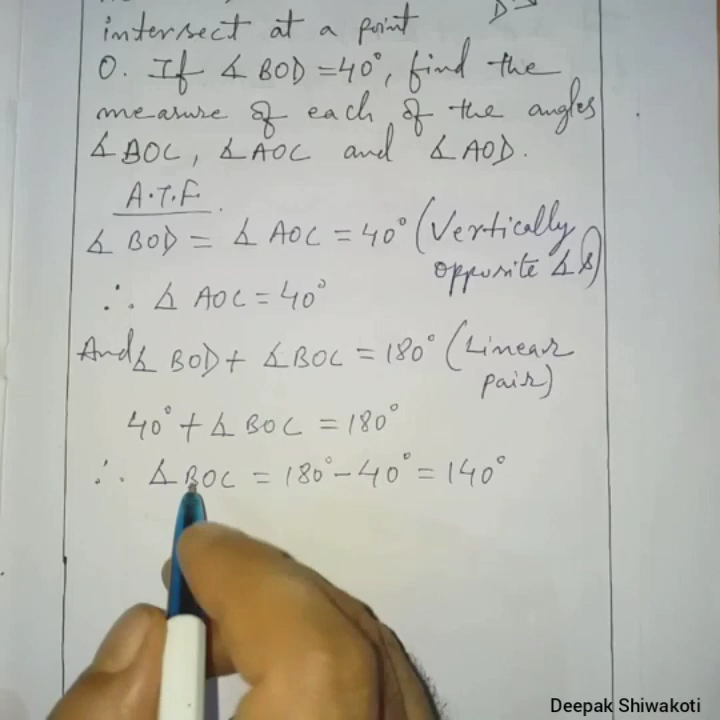 D
intersect at a point
O. If ∡ BOD = 40°, find the
measure of each of the angles
∡ BOC, ∡ AOC and ∡ AOD.
A.T.F.
∡ BOD = ∡ AOC = 40° (Vertically
opposite ∡s)
∴ ∡ AOC = 40°
And ∡ BOD + ∡ BOC = 180° (Linear
pair)
40° + ∡ BOC = 180°
∴ ∡ BOC = 180° – 40° = 140°
Deepak Shiwakoti